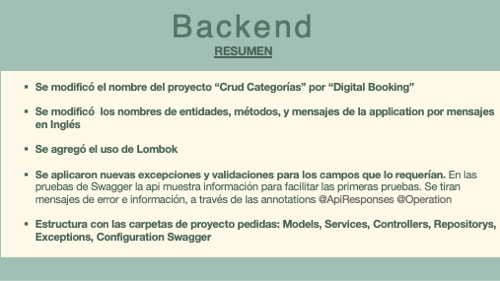 Backend
RESUMEN
▪ Se modificó el nombre del proyecto “Crud Categorías” por “Digital Booking”
▪ Se modificó los nombres de entidades, métodos, y mensajes de la application por mensajes
en Inglés
▪ Se agregó el uso de Lombok
▪ Se aplicaron nuevas excepciones y validaciones para los campos que lo requerían. En las
pruebas de Swagger la api muestra información para facilitar las primeras pruebas. Se tiran
mensajes de error e información, a través de las annotations @ApiResponses @Operation
▪ Estructura con las carpetas de proyecto pedidas: Models, Services, Controllers, Repositorys,
Exceptions, Configuration Swagger